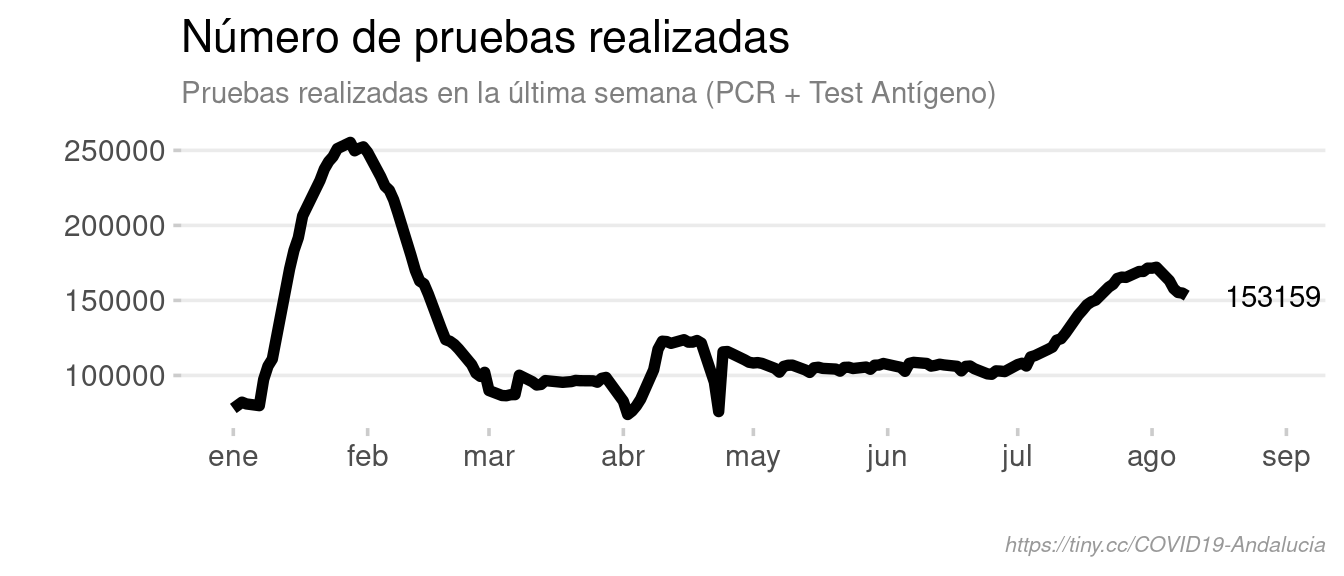 Número de pruebas realizadas
Pruebas realizadas en la última semana (PCR + Test Antígeno)
250000
200000
150000
100000
153159
ene feb mar abr may jun jul ago sep
https://tiny.cc/COVID19-Andalucia